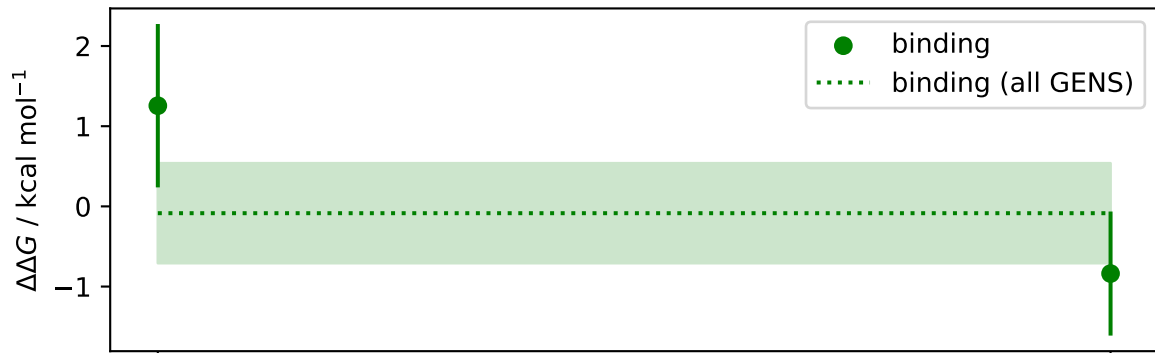 2
1
0
−1
ΔΔG / kcal mol⁻¹
binding
binding (all GENS)